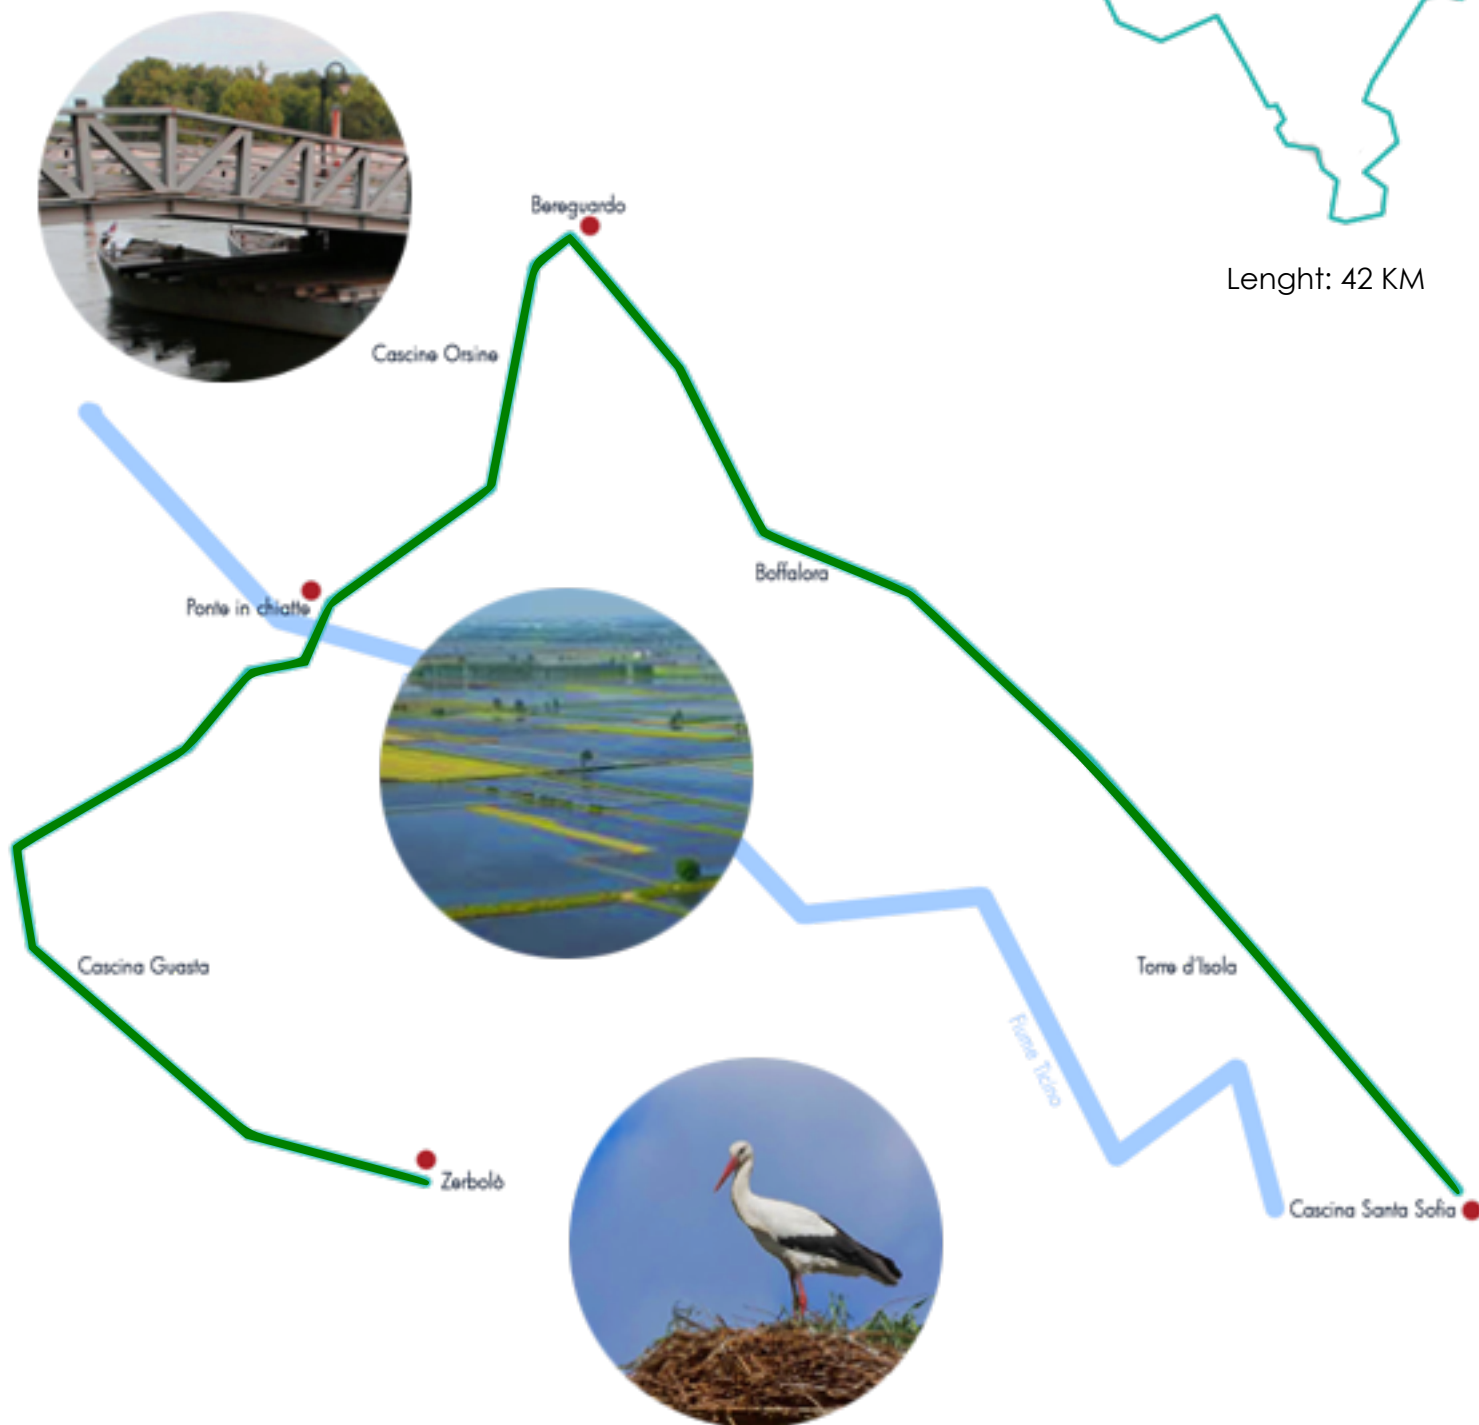 Bereguardo
Lenght: 42 KM
Cascine Orsine
Boffalora
Ponte in chiatte
Cascina Guasta
Torre d'Isola
Fiume Ticino
Zerbolò
Cascina Santa Sofia